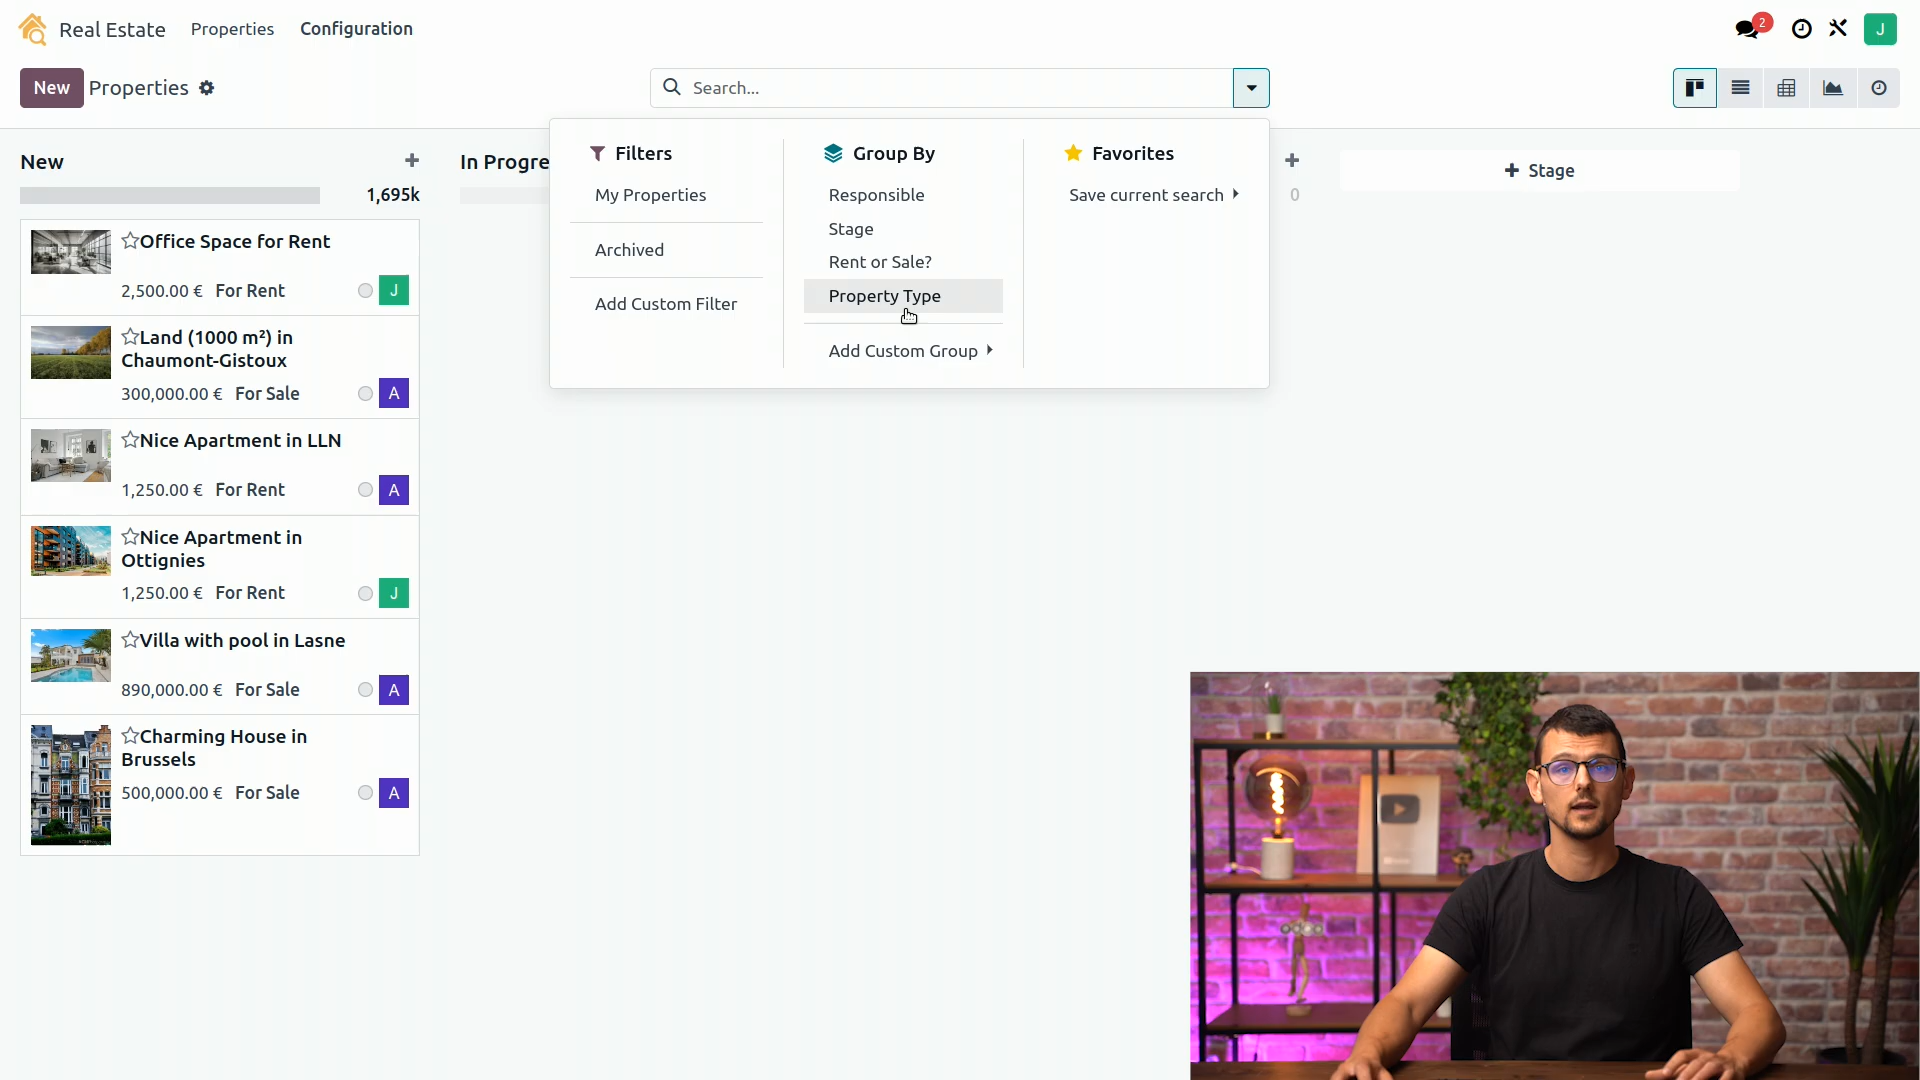 Real Estate
Properties
Configuration
2
J
New
Properties
Search...
Filters
My Properties
Archived
Add Custom Filter
Group By
Responsible
Stage
Rent or Sale?
Property Type
Add Custom Group
Favorites
Save current search
New
1,695k
In Progre
0
Stage
Office Space for Rent
2,500.00 € For Rent
J
Land (1000 m²) in
Chaumont-Gistoux
300,000.00 € For Sale
A
Nice Apartment in LLN
1,250.00 € For Rent
A
Nice Apartment in
Ottignies
1,250.00 € For Rent
J
Villa with pool in Lasne
890,000.00 € For Sale
A
Charming House in
Brussels
500,000.00 € For Sale
A